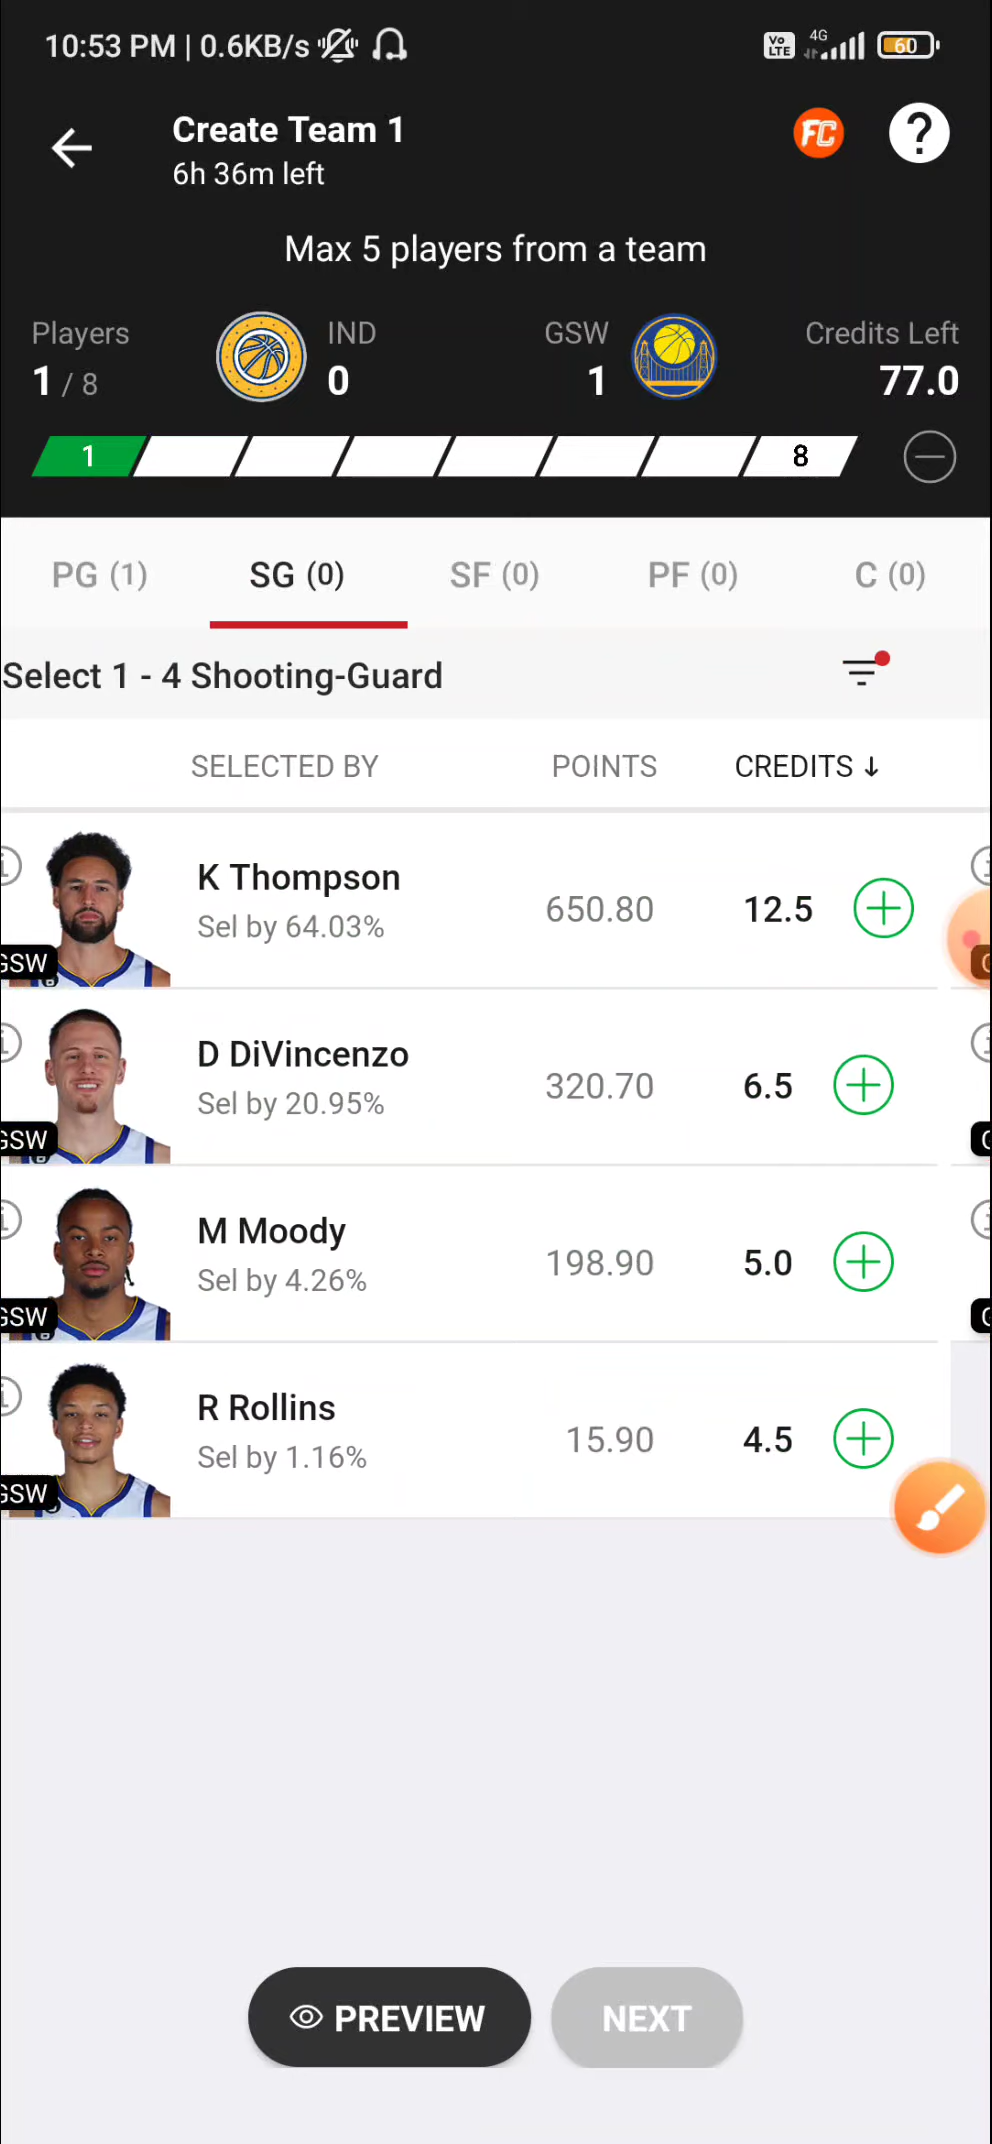 10:53 PM | 0.6KB/s
Vo LTE 4G 60
Create Team 1
6h 36m left
FC
?
Max 5 players from a team
Players IND GSW Credits Left
1 / 8 0 1 77.0
1 8
PG (1) SG (0) SF (0) PF (0) C (0)
Select 1 - 4 Shooting-Guard
SELECTED BY POINTS CREDITS ↓
K Thompson
Sel by 64.03%
650.80 12.5
GSW
D DiVincenzo
Sel by 20.95%
320.70 6.5
GSW
M Moody
Sel by 4.26%
198.90 5.0
GSW
R Rollins
Sel by 1.16%
15.90 4.5
GSW
PREVIEW NEXT